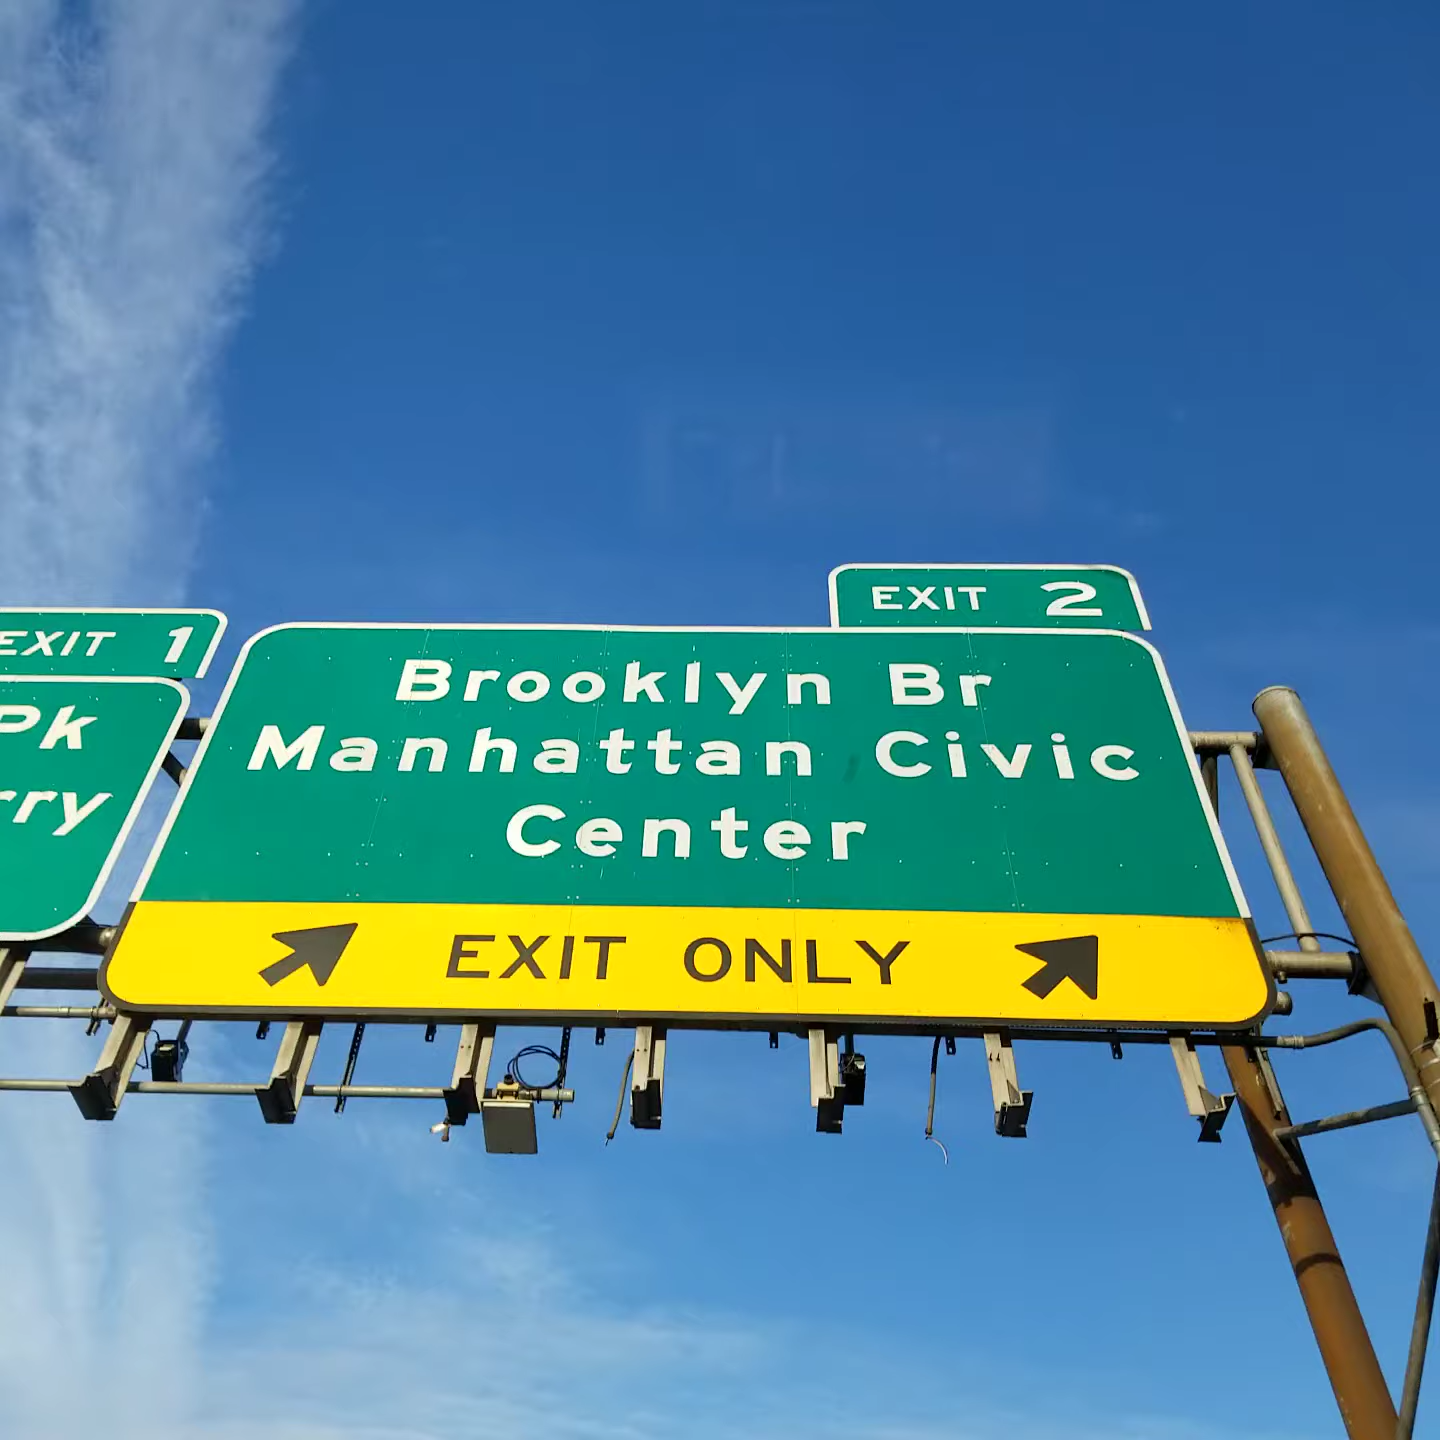 EXIT 1
Pk
rry
EXIT 2
Brooklyn Br
Manhattan Civic
Center
EXIT ONLY